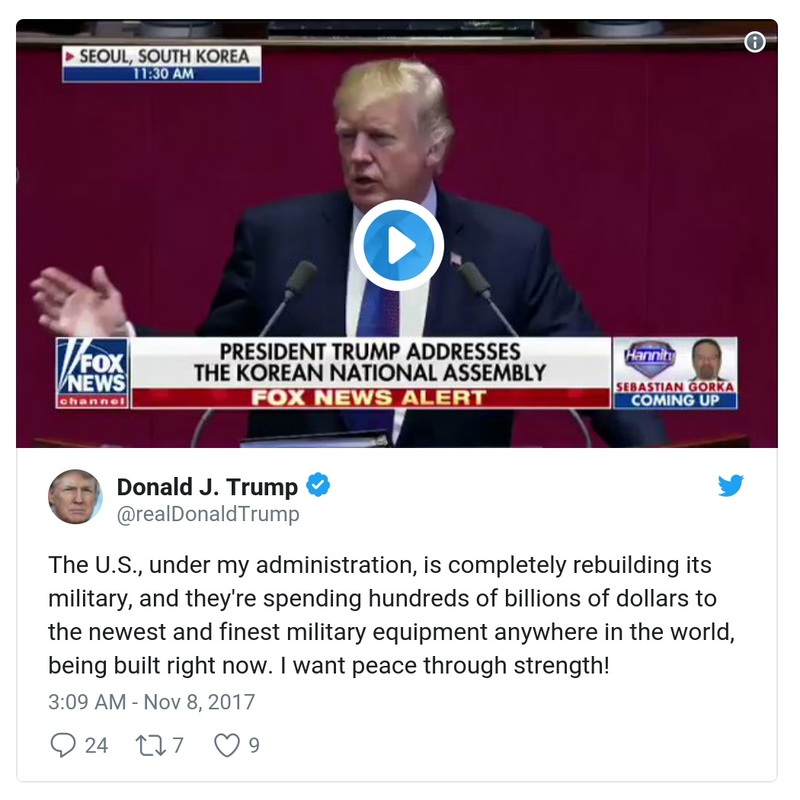 SEOUL, SOUTH KOREA
11:30 AM
PRESIDENT TRUMP ADDRESSES
THE KOREAN NATIONAL ASSEMBLY
FOX NEWS ALERT
FOX
NEWS
channel
Hannity
SEBASTIAN GORKA
COMING UP
Donald J. Trump
@realDonaldTrump
The U.S., under my administration, is completely rebuilding its
military, and they're spending hundreds of billions of dollars to
the newest and finest military equipment anywhere in the world,
being built right now. I want peace through strength!
3:09 AM - Nov 8, 2017
24 7 9